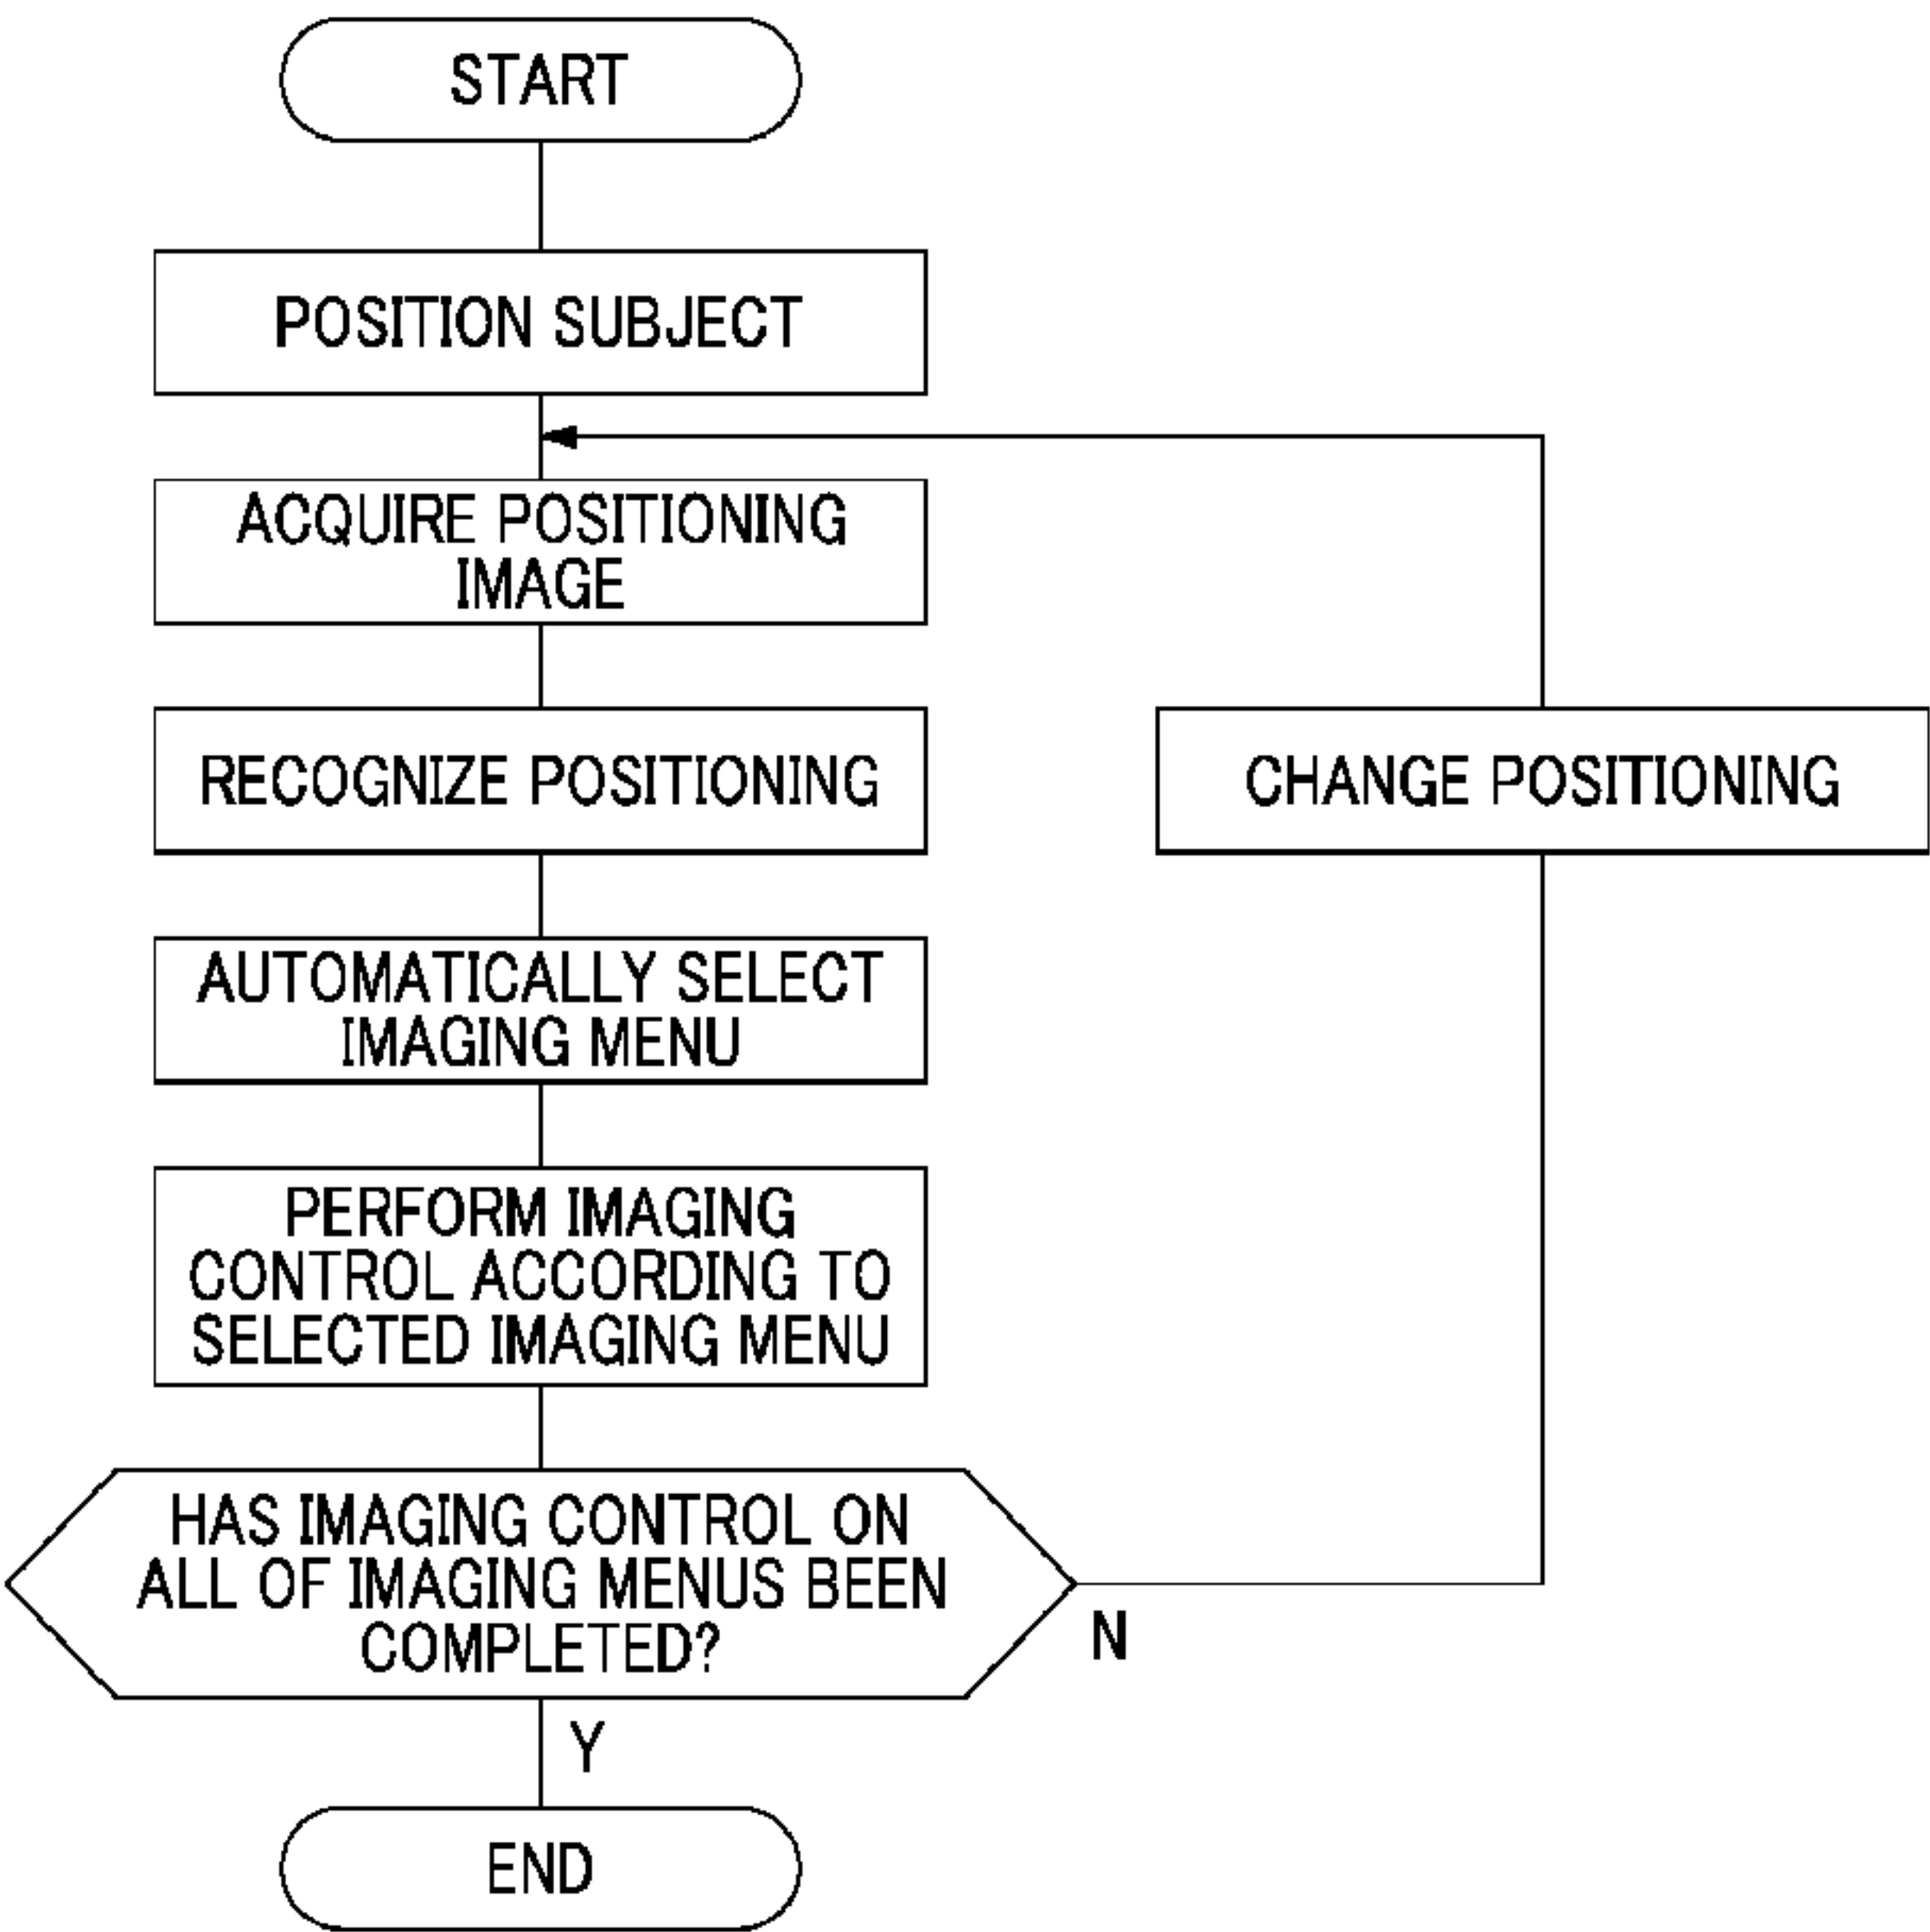 START
POSITION SUBJECT
ACQUIRE POSITIONING
IMAGE
RECOGNIZE POSITIONING
CHANGE POSITIONING
AUTOMATICALLY SELECT
IMAGING MENU
PERFORM IMAGING
CONTROL ACCORDING TO
SELECTED IMAGING MENU
HAS IMAGING CONTROL ON
ALL OF IMAGING MENUS BEEN
COMPLETED?
N
Y
END